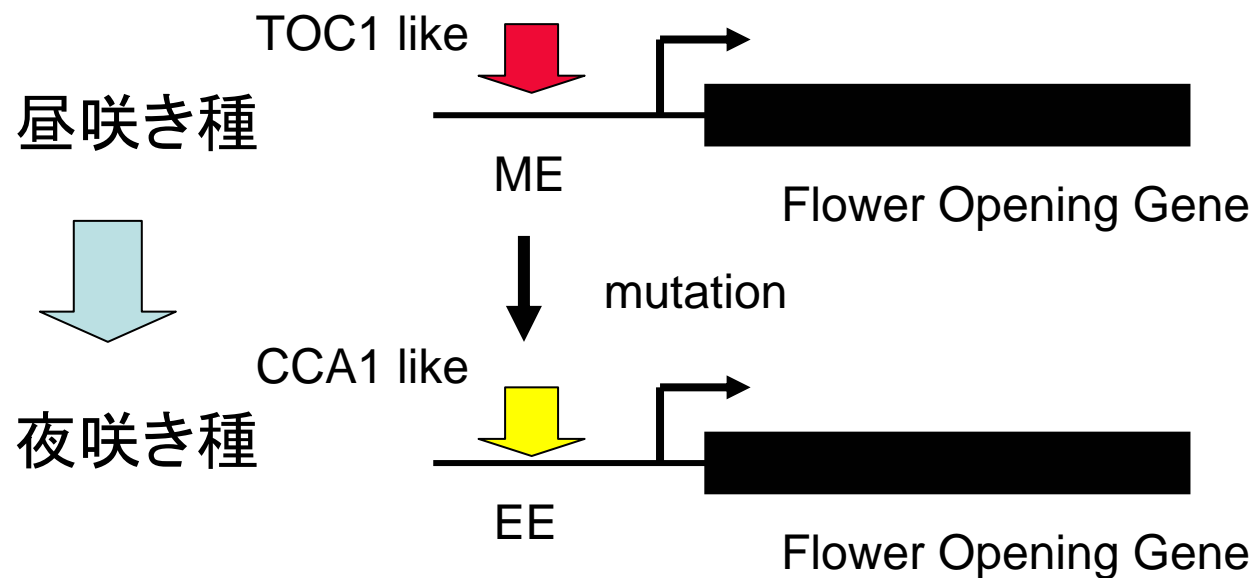 TOC1 like
昼咲き種
ME
Flower Opening Gene
mutation
CCA1 like
夜咲き種
EE
Flower Opening Gene